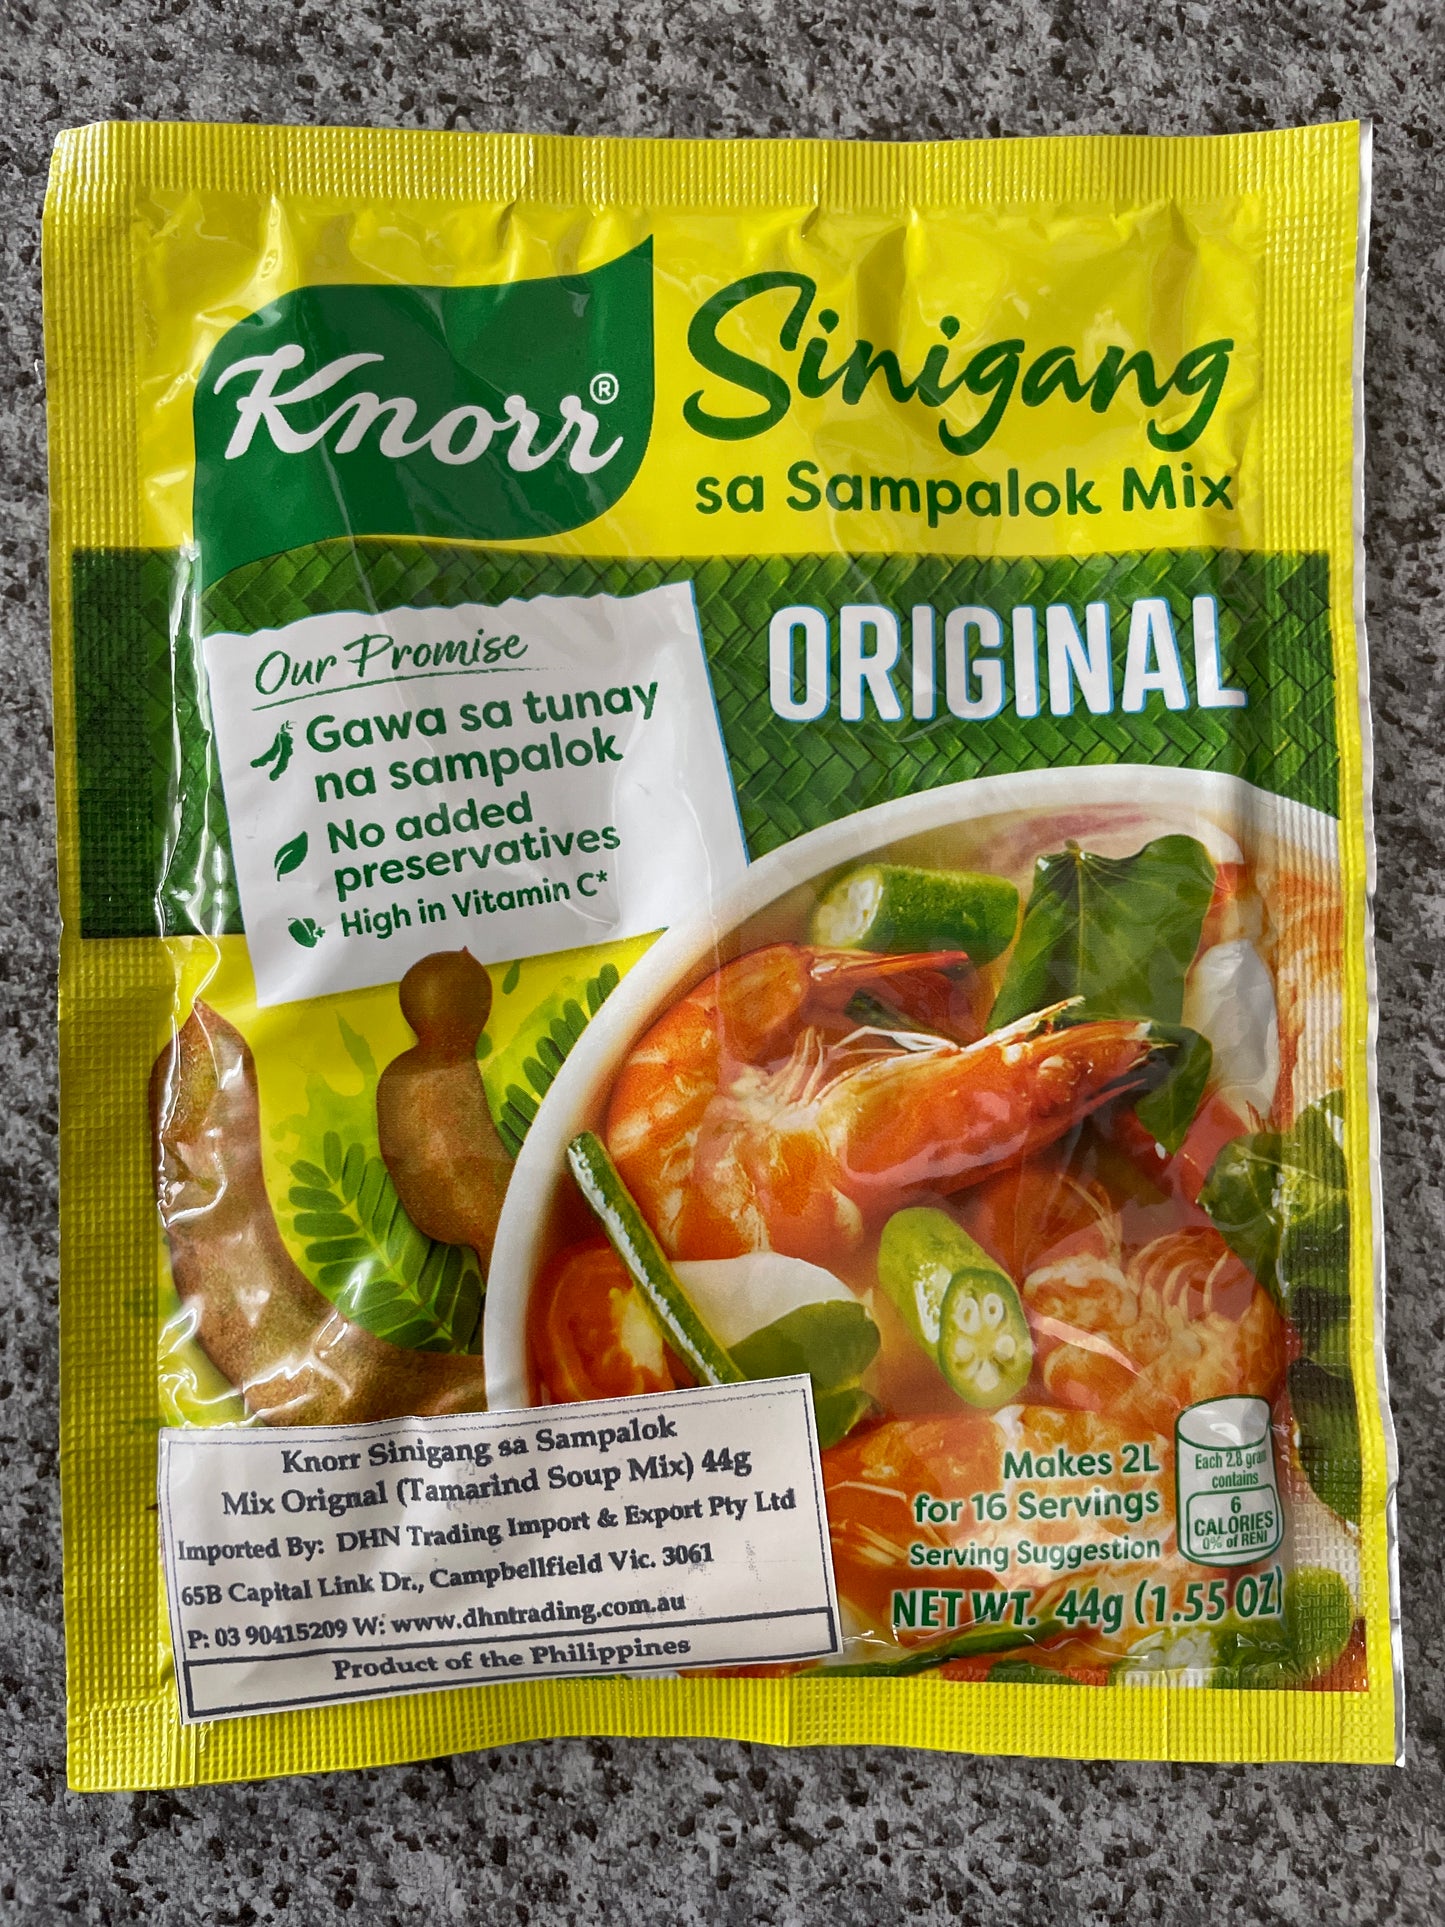 Knorr®
Sinigang
sa Sampalok Mix
ORIGINAL
Our Promise
Gawa sa tunay
na sampalok
No added
preservatives
High in Vitamin C*
Makes 2L
for 16 Servings
Serving Suggestion
NET WT. 44g (1.55 OZ)
Each 2.8 gram
contains
6
CALORIES
0% of RENI
Knorr Sinigang sa Sampalok
Mix Orignal (Tamarind Soup Mix) 44g
Imported By: DHN Trading Import & Export Pty Ltd
65B Capital Link Dr., Campbellfield Vic. 3061
P: 03 90415209 W: www.dhntrading.com.au
Product of the Philippines